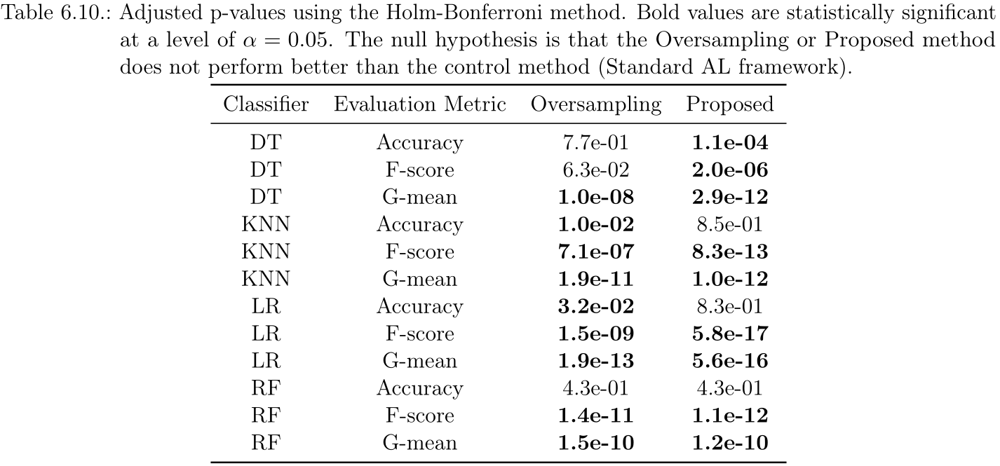 Table 6.10.: Adjusted p-values using the Holm-Bonferroni method. Bold values are statistically significant
at a level of α = 0.05. The null hypothesis is that the Oversampling or Proposed method
does not perform better than the control method (Standard AL framework).
Classifier Evaluation Metric Oversampling Proposed
DT Accuracy 7.7e-01 1.1e-04
DT F-score 6.3e-02 2.0e-06
DT G-mean 1.0e-08 2.9e-12
KNN Accuracy 1.0e-02 8.5e-01
KNN F-score 7.1e-07 8.3e-13
KNN G-mean 1.9e-11 1.0e-12
LR Accuracy 3.2e-02 8.3e-01
LR F-score 1.5e-09 5.8e-17
LR G-mean 1.9e-13 5.6e-16
RF Accuracy 4.3e-01 4.3e-01
RF F-score 1.4e-11 1.1e-12
RF G-mean 1.5e-10 1.2e-10